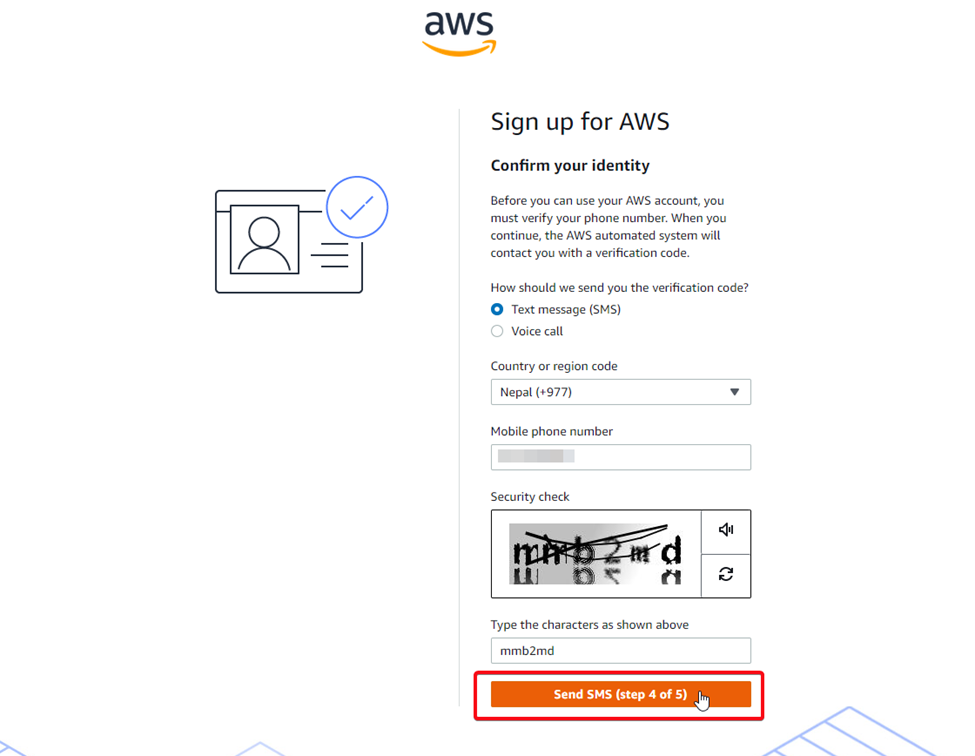 aws
Sign up for AWS
Confirm your identity
Before you can use your AWS account, you
must verify your phone number. When you
continue, the AWS automated system will
contact you with a verification code.
How should we send you the verification code?
Text message (SMS)
Voice call
Country or region code
Nepal (+977)
Mobile phone number
Security check
mmb2md
Type the characters as shown above
mmb2md
Send SMS (step 4 of 5)